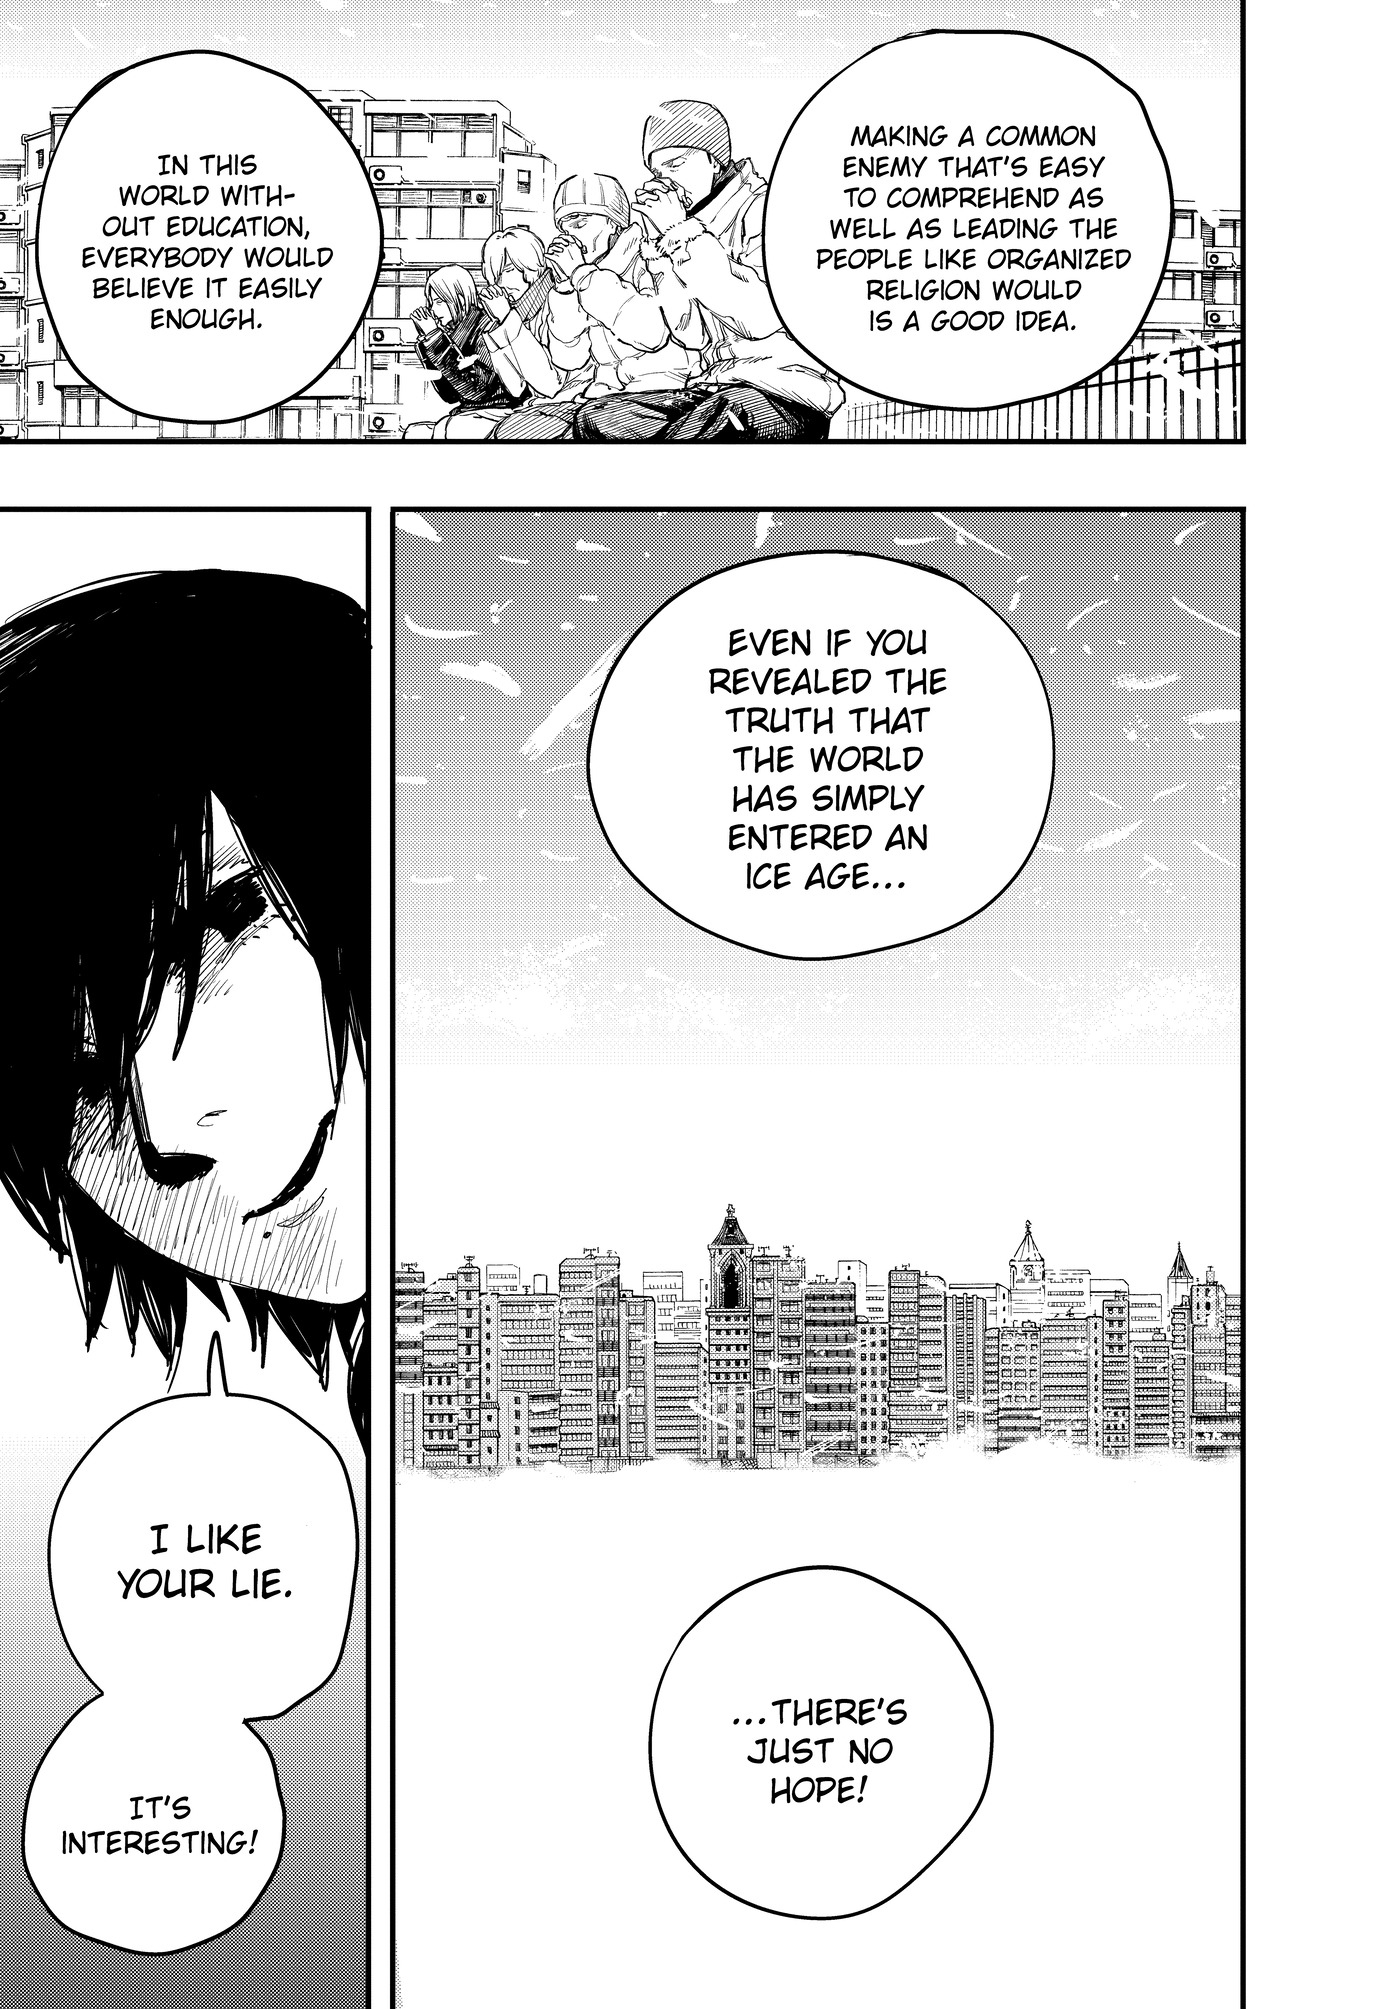 MAKING A COMMON
ENEMY THAT'S EASY
TO COMPREHEND AS
WELL AS LEADING THE
PEOPLE LIKE ORGANIZED
RELIGION WOULD
IS A GOOD IDEA.
IN THIS
WORLD WITH-
OUT EDUCATION,
EVERYBODY WOULD
BELIEVE IT EASILY
ENOUGH.
EVEN IF YOU
REVEALED THE
TRUTH THAT
THE WORLD
HAS SIMPLY
ENTERED AN
ICE AGE...
...THERE'S
JUST NO
HOPE!
I LIKE
YOUR LIE.
IT'S
INTERESTING!